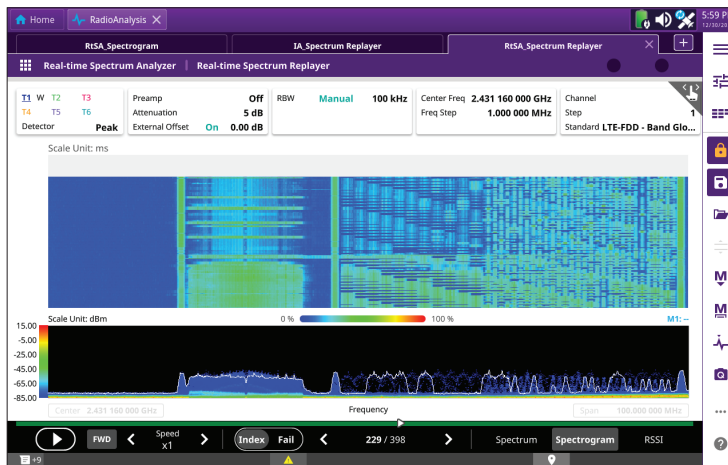 Home RadioAnalysis 5:59 P
12/30/20
RtSA_Spectrogram IA_Spectrum Replayer RtSA_Spectrum Replayer
Real-time Spectrum Analyzer | Real-time Spectrum Replayer
T1 W T2 T3 Preamp Off RBW Manual 100 kHz Center Freq 2.431 160 000 GHz Channel
T4 T5 T6 Attenuation 5 dB Freq Step 1.000 000 MHz Step 1
Detector Peak External Offset On 0.00 dB Standard LTE-FDD - Band Glo...
Scale Unit: ms
Scale Unit: dBm 0 % 100 % M1: --
15.00
-5.00
-25.00
-45.00
-65.00
-85.00
Center 2.431 160 000 GHz Frequency Span 100.000 000 MHz
FWD Speed x1 Index Fail 229 / 398 Spectrum Spectrogram RSSI
+9
M
M